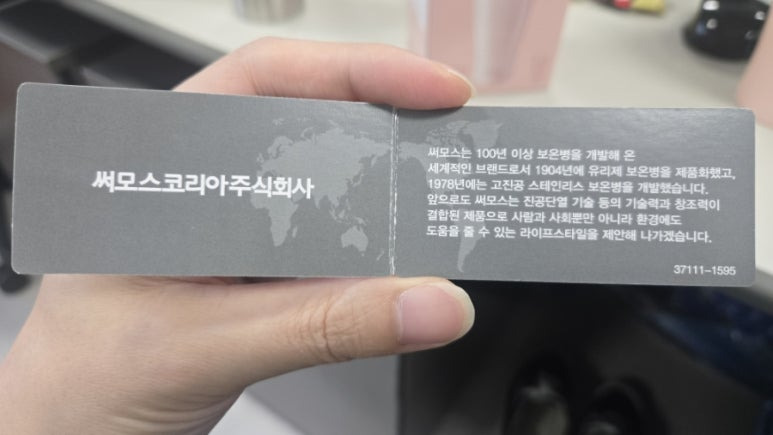 써모스코리아주식회사
써모스는 100년 이상 보온병을 개발해 온
세계적인 브랜드로서 1904년에 유리제 보온병을 제품화했고,
1978년에는 고진공 스테인리스 보온병을 개발했습니다.
앞으로도 써모스는 진공단열 기술 등의 기술력과 창조력이
결합된 제품으로 사람과 사회뿐만 아니라 환경에도
도움을 줄 수 있는 라이프스타일을 제안해 나가겠습니다.
37111-1595